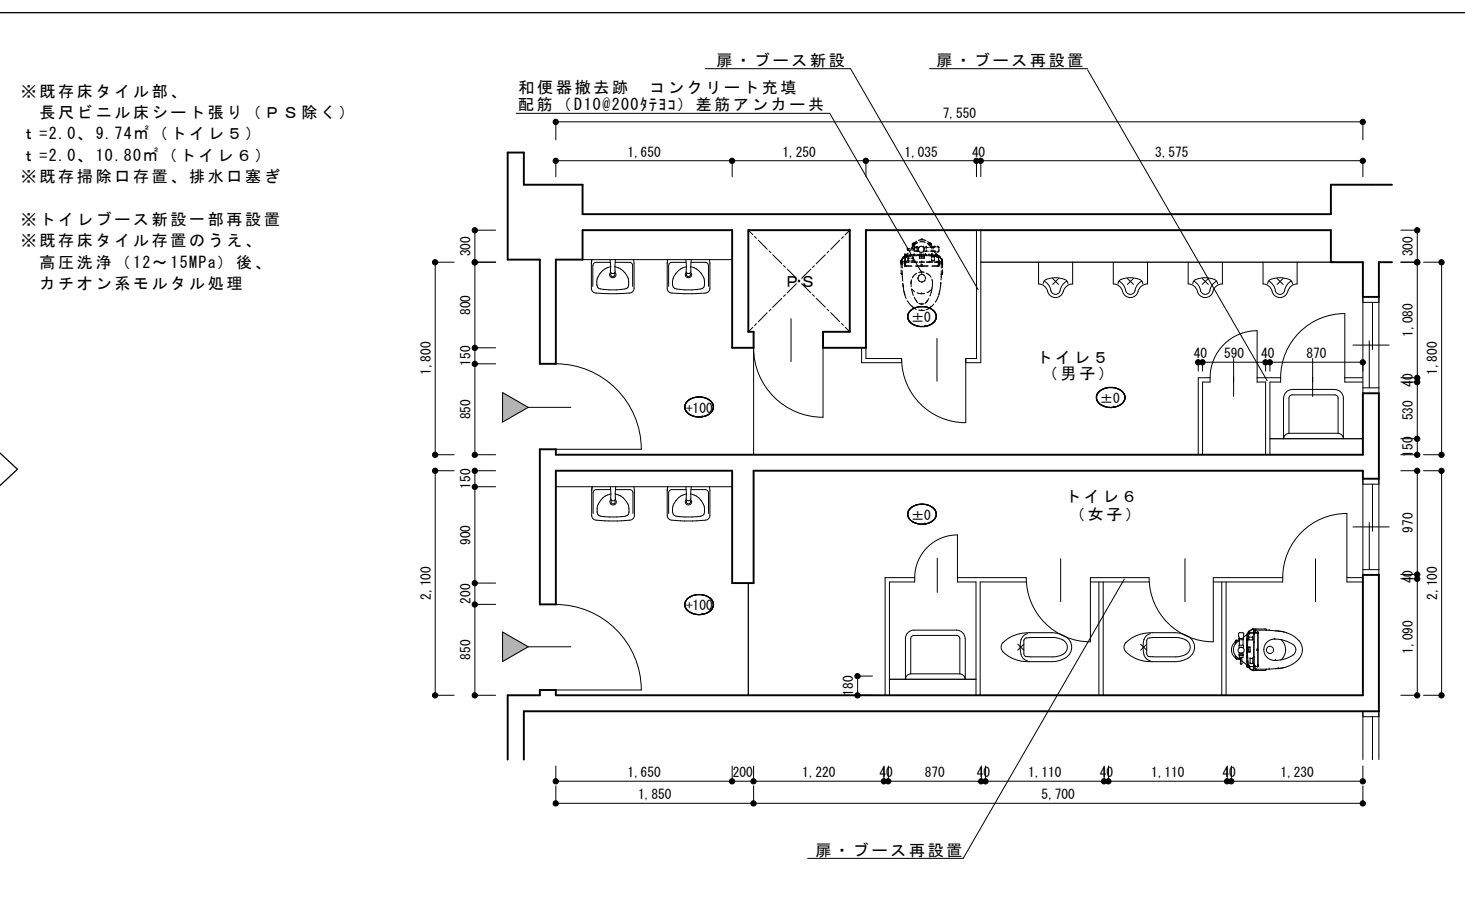 ※既存床タイル部、
長尺ビニル床シート張り（ＰＳ除く）
ｔ=2.0、9.74㎡（トイレ５）
ｔ=2.0、10.80㎡（トイレ６）
※既存掃除口存置、排水口塞ぎ
※トイレブース新設一部再設置
※既存床タイル存置のうえ、
高圧洗浄（12～15MPa）後、
カチオン系モルタル処理
扉・ブース新設
扉・ブース再設置
和便器撤去跡　コンクリート充填
配筋（D10@200ﾀﾃﾖｺ）差筋アンカー共
7,550
1,650
1,250
1,035
40
3,575
300
800
150
850
1,800
ＰＳ
±0
+100
トイレ５
（男子）
±0
40
590
40
870
300
1,080
40
530
150
1,800
150
900
200
850
2,100
+100
±0
トイレ６
（女子）
180
970
40
1,090
2,100
1,650
200
1,220
40
870
40
1,110
40
1,110
40
1,230
1,850
5,700
扉・ブース再設置